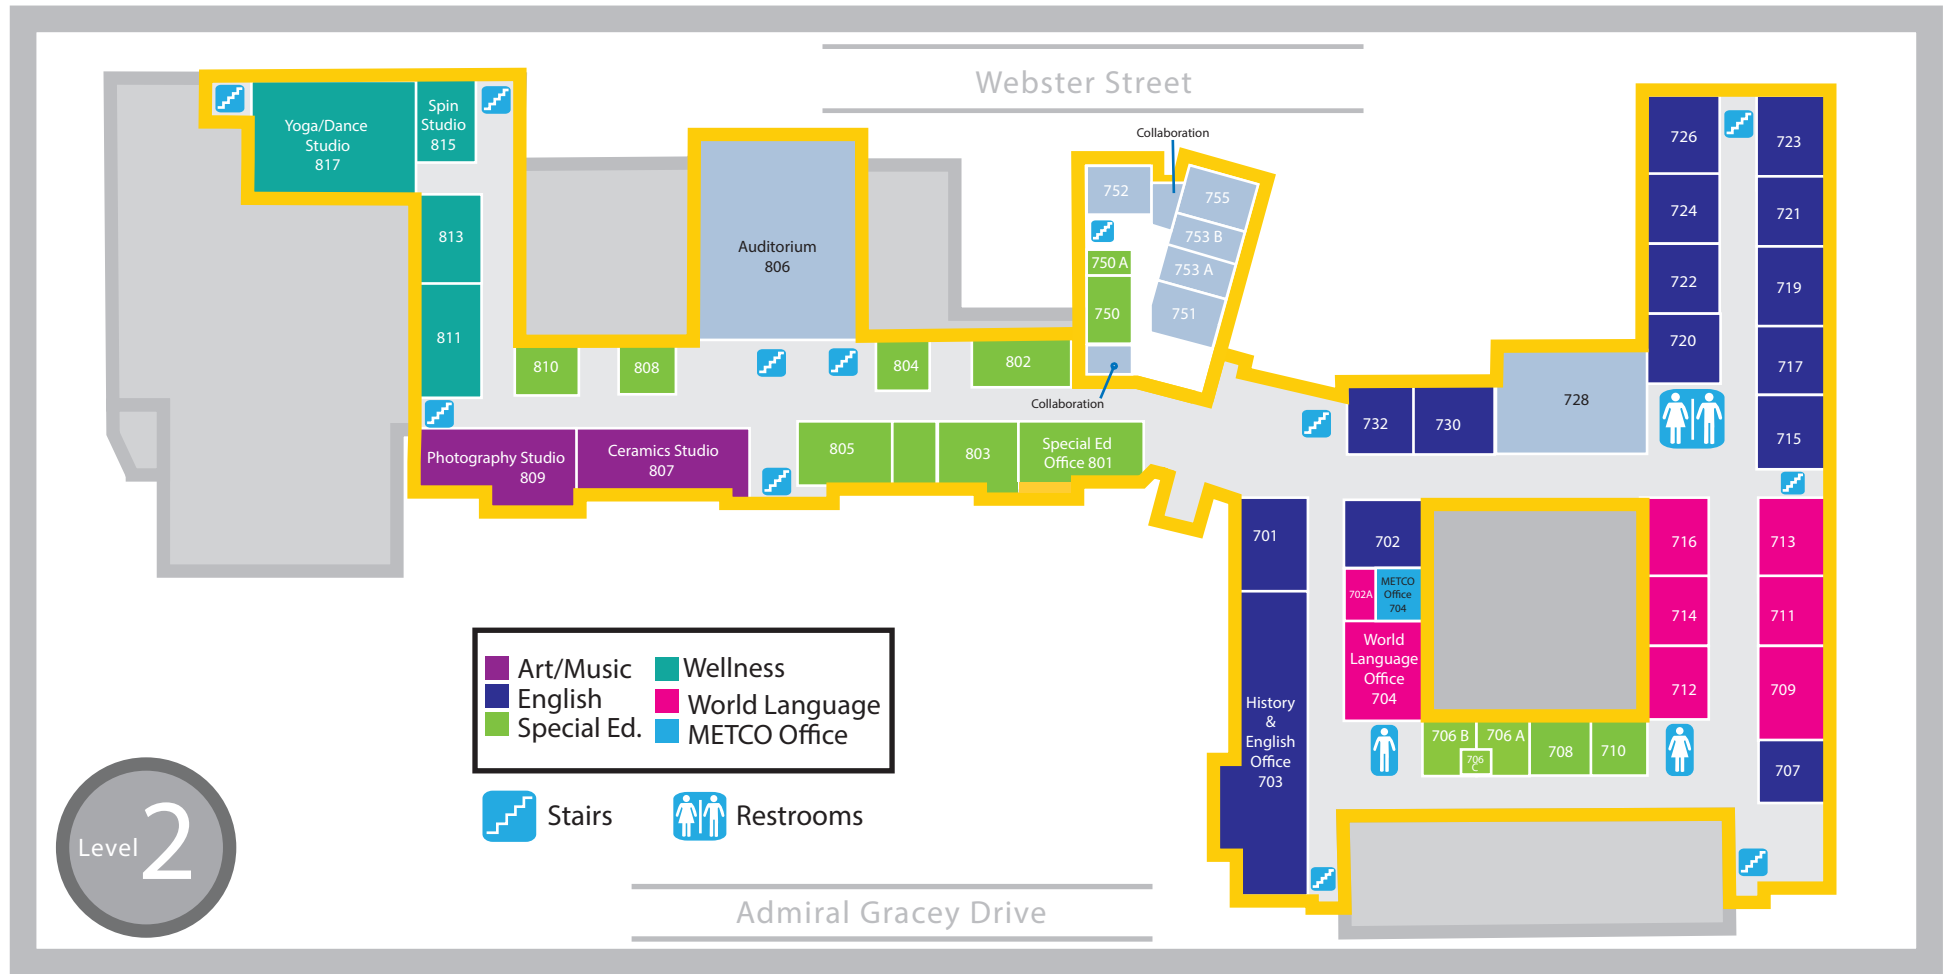 Webster Street
Collaboration
Yoga/Dance
Studio
817
Spin
Studio
815
813
811
Auditorium
806
752
755
753 B
753 A
751
750 A
750
Collaboration
810
808
804
802
Photography Studio
809
Ceramics Studio
807
805
803
Special Ed
Office 801
726
724
722
720
723
721
719
717
715
732
730
728
701
702
702A
METCO
Office
704
World
Language
Office
704
716
714
712
713
711
709
707
706 B
706 A
706
C
708
710
History
&
English
Office
703
Art/Music
English
Special Ed.
Wellness
World Language
METCO Office
Stairs
Restrooms
Level 2
Admiral Gracey Drive